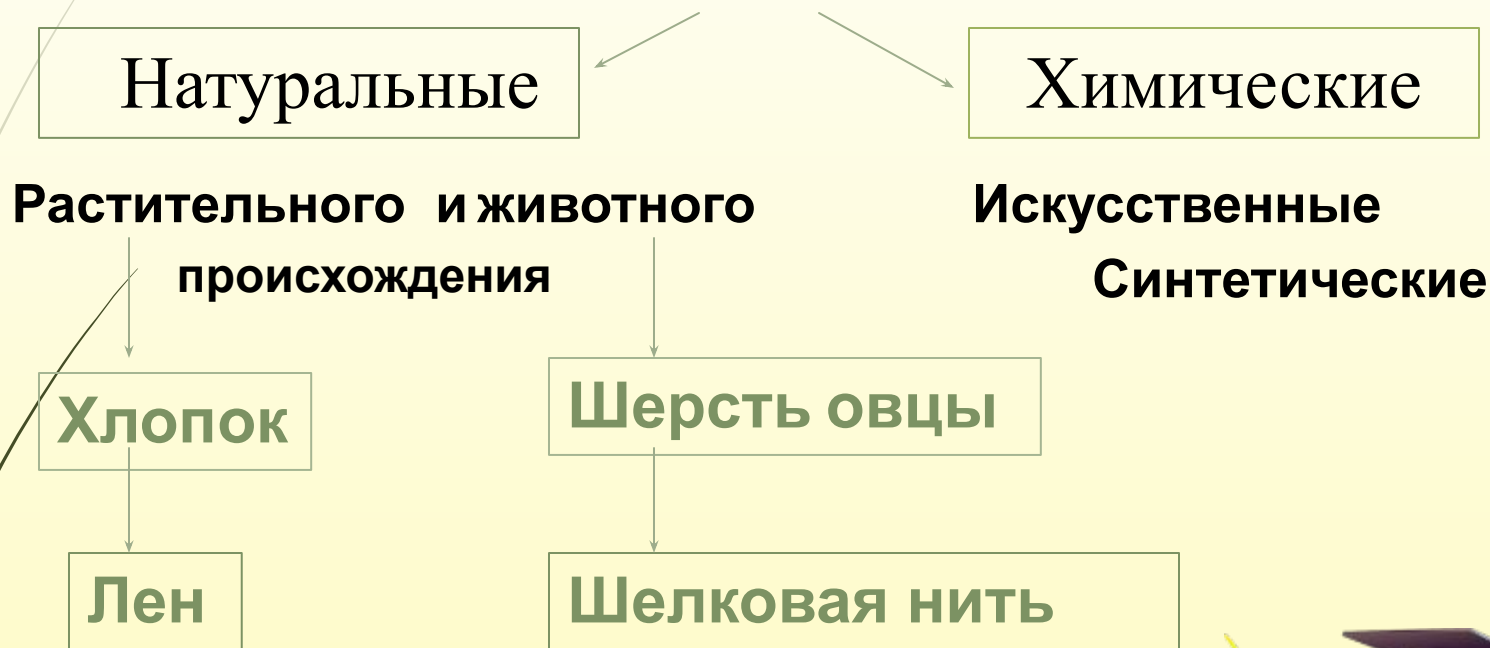 Натуральные
Химические
Растительного и животного
происхождения
Искусственные
Синтетические
Хлопок
Шерсть овцы
Лен
Шелковая нить